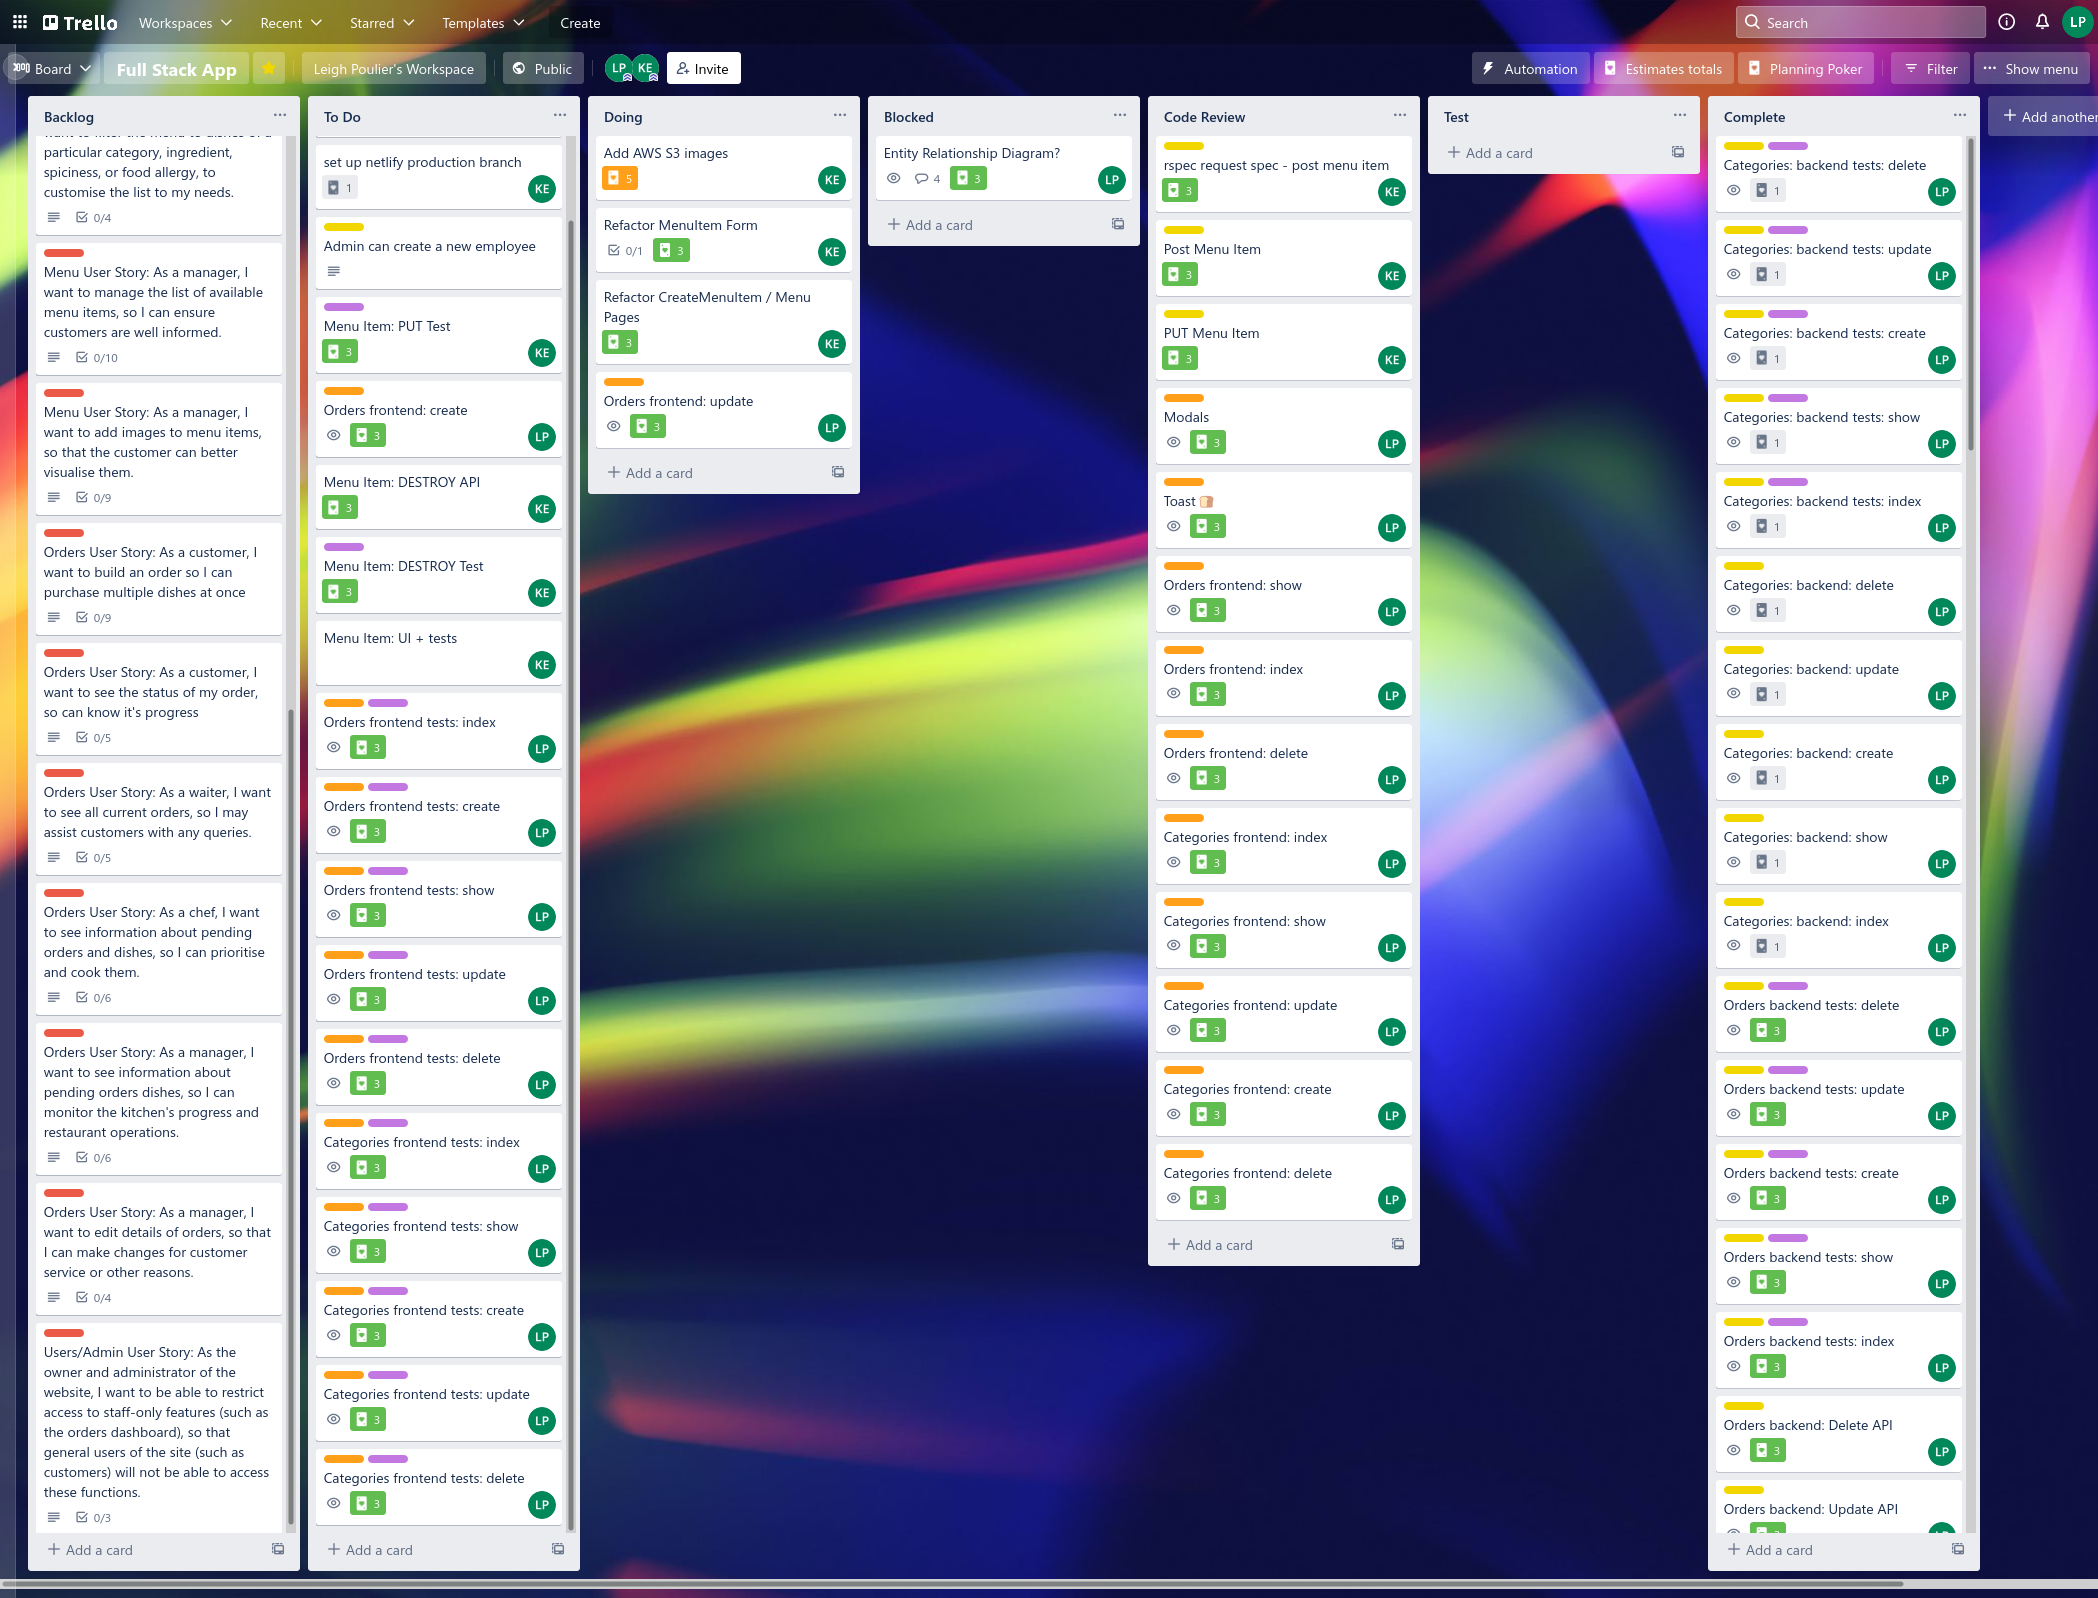 Trello
Workspaces
Recent
Starred
Templates
Create
Search
LP
Board
Full Stack App
Leigh Poulier's Workspace
Public
LP
KE
Invite
Automation
Estimates totals
Planning Poker
Filter
Show menu
Backlog
particular category, ingredient,
spiciness, or food allergy, to
customise the list to my needs.
0/4
Menu User Story: As a manager, I
want to manage the list of available
menu items, so I can ensure
customers are well informed.
0/10
Menu User Story: As a manager, I
want to add images to menu items,
so that the customer can better
visualise them.
0/9
Orders User Story: As a customer, I
want to build an order so I can
purchase multiple dishes at once
0/9
Orders User Story: As a customer, I
want to see the status of my order,
so can know it's progress
0/5
Orders User Story: As a waiter, I want
to see all current orders, so I may
assist customers with any queries.
0/5
Orders User Story: As a chef, I want
to see information about pending
orders and dishes, so I can prioritise
and cook them.
0/6
Orders User Story: As a manager, I
want to see information about
pending orders dishes, so I can
monitor the kitchen's progress and
restaurant operations.
0/6
Orders User Story: As a manager, I
want to edit details of orders, so that
I can make changes for customer
service or other reasons.
0/4
Users/Admin User Story: As the
owner and administrator of the
website, I want to be able to restrict
access to staff-only features (such as
the orders dashboard), so that
general users of the site (such as
customers) will not be able to access
these functions.
0/3
+ Add a card
To Do
set up netlify production branch
1
KE
Admin can create a new employee
Menu Item: PUT Test
3
KE
Orders frontend: create
3
LP
Menu Item: DESTROY API
3
KE
Menu Item: DESTROY Test
3
KE
Menu Item: UI + tests
KE
Orders frontend tests: index
3
LP
Orders frontend tests: create
3
LP
Orders frontend tests: show
3
LP
Orders frontend tests: update
3
LP
Orders frontend tests: delete
3
LP
Categories frontend tests: index
3
LP
Categories frontend tests: show
3
LP
Categories frontend tests: create
3
LP
Categories frontend tests: update
3
LP
Categories frontend tests: delete
3
LP
+ Add a card
Doing
Add AWS S3 images
5
KE
Refactor MenuItem Form
0/1
3
KE
Refactor CreateMenuItem / Menu
Pages
3
KE
Orders frontend: update
3
LP
+ Add a card
Blocked
Entity Relationship Diagram?
4
3
LP
+ Add a card
Code Review
rspec request spec - post menu item
3
KE
Post Menu Item
3
KE
PUT Menu Item
3
KE
Modals
3
LP
Toast 🍞
3
LP
Orders frontend: show
3
LP
Orders frontend: index
3
LP
Orders frontend: delete
3
LP
Categories frontend: index
3
LP
Categories frontend: show
3
LP
Categories frontend: update
3
LP
Categories frontend: create
3
LP
Categories frontend: delete
3
LP
+ Add a card
Test
+ Add a card
Complete
Categories: backend tests: delete
1
LP
Categories: backend tests: update
1
LP
Categories: backend tests: create
1
LP
Categories: backend tests: show
1
LP
Categories: backend tests: index
1
LP
Categories: backend: delete
1
LP
Categories: backend: update
1
LP
Categories: backend: create
1
LP
Categories: backend: show
1
LP
Categories: backend: index
1
LP
Orders backend tests: delete
3
LP
Orders backend tests: update
3
LP
Orders backend tests: create
3
LP
Orders backend tests: show
3
LP
Orders backend tests: index
3
LP
Orders backend: Delete API
3
LP
Orders backend: Update API
+ Add a card
+ Add another